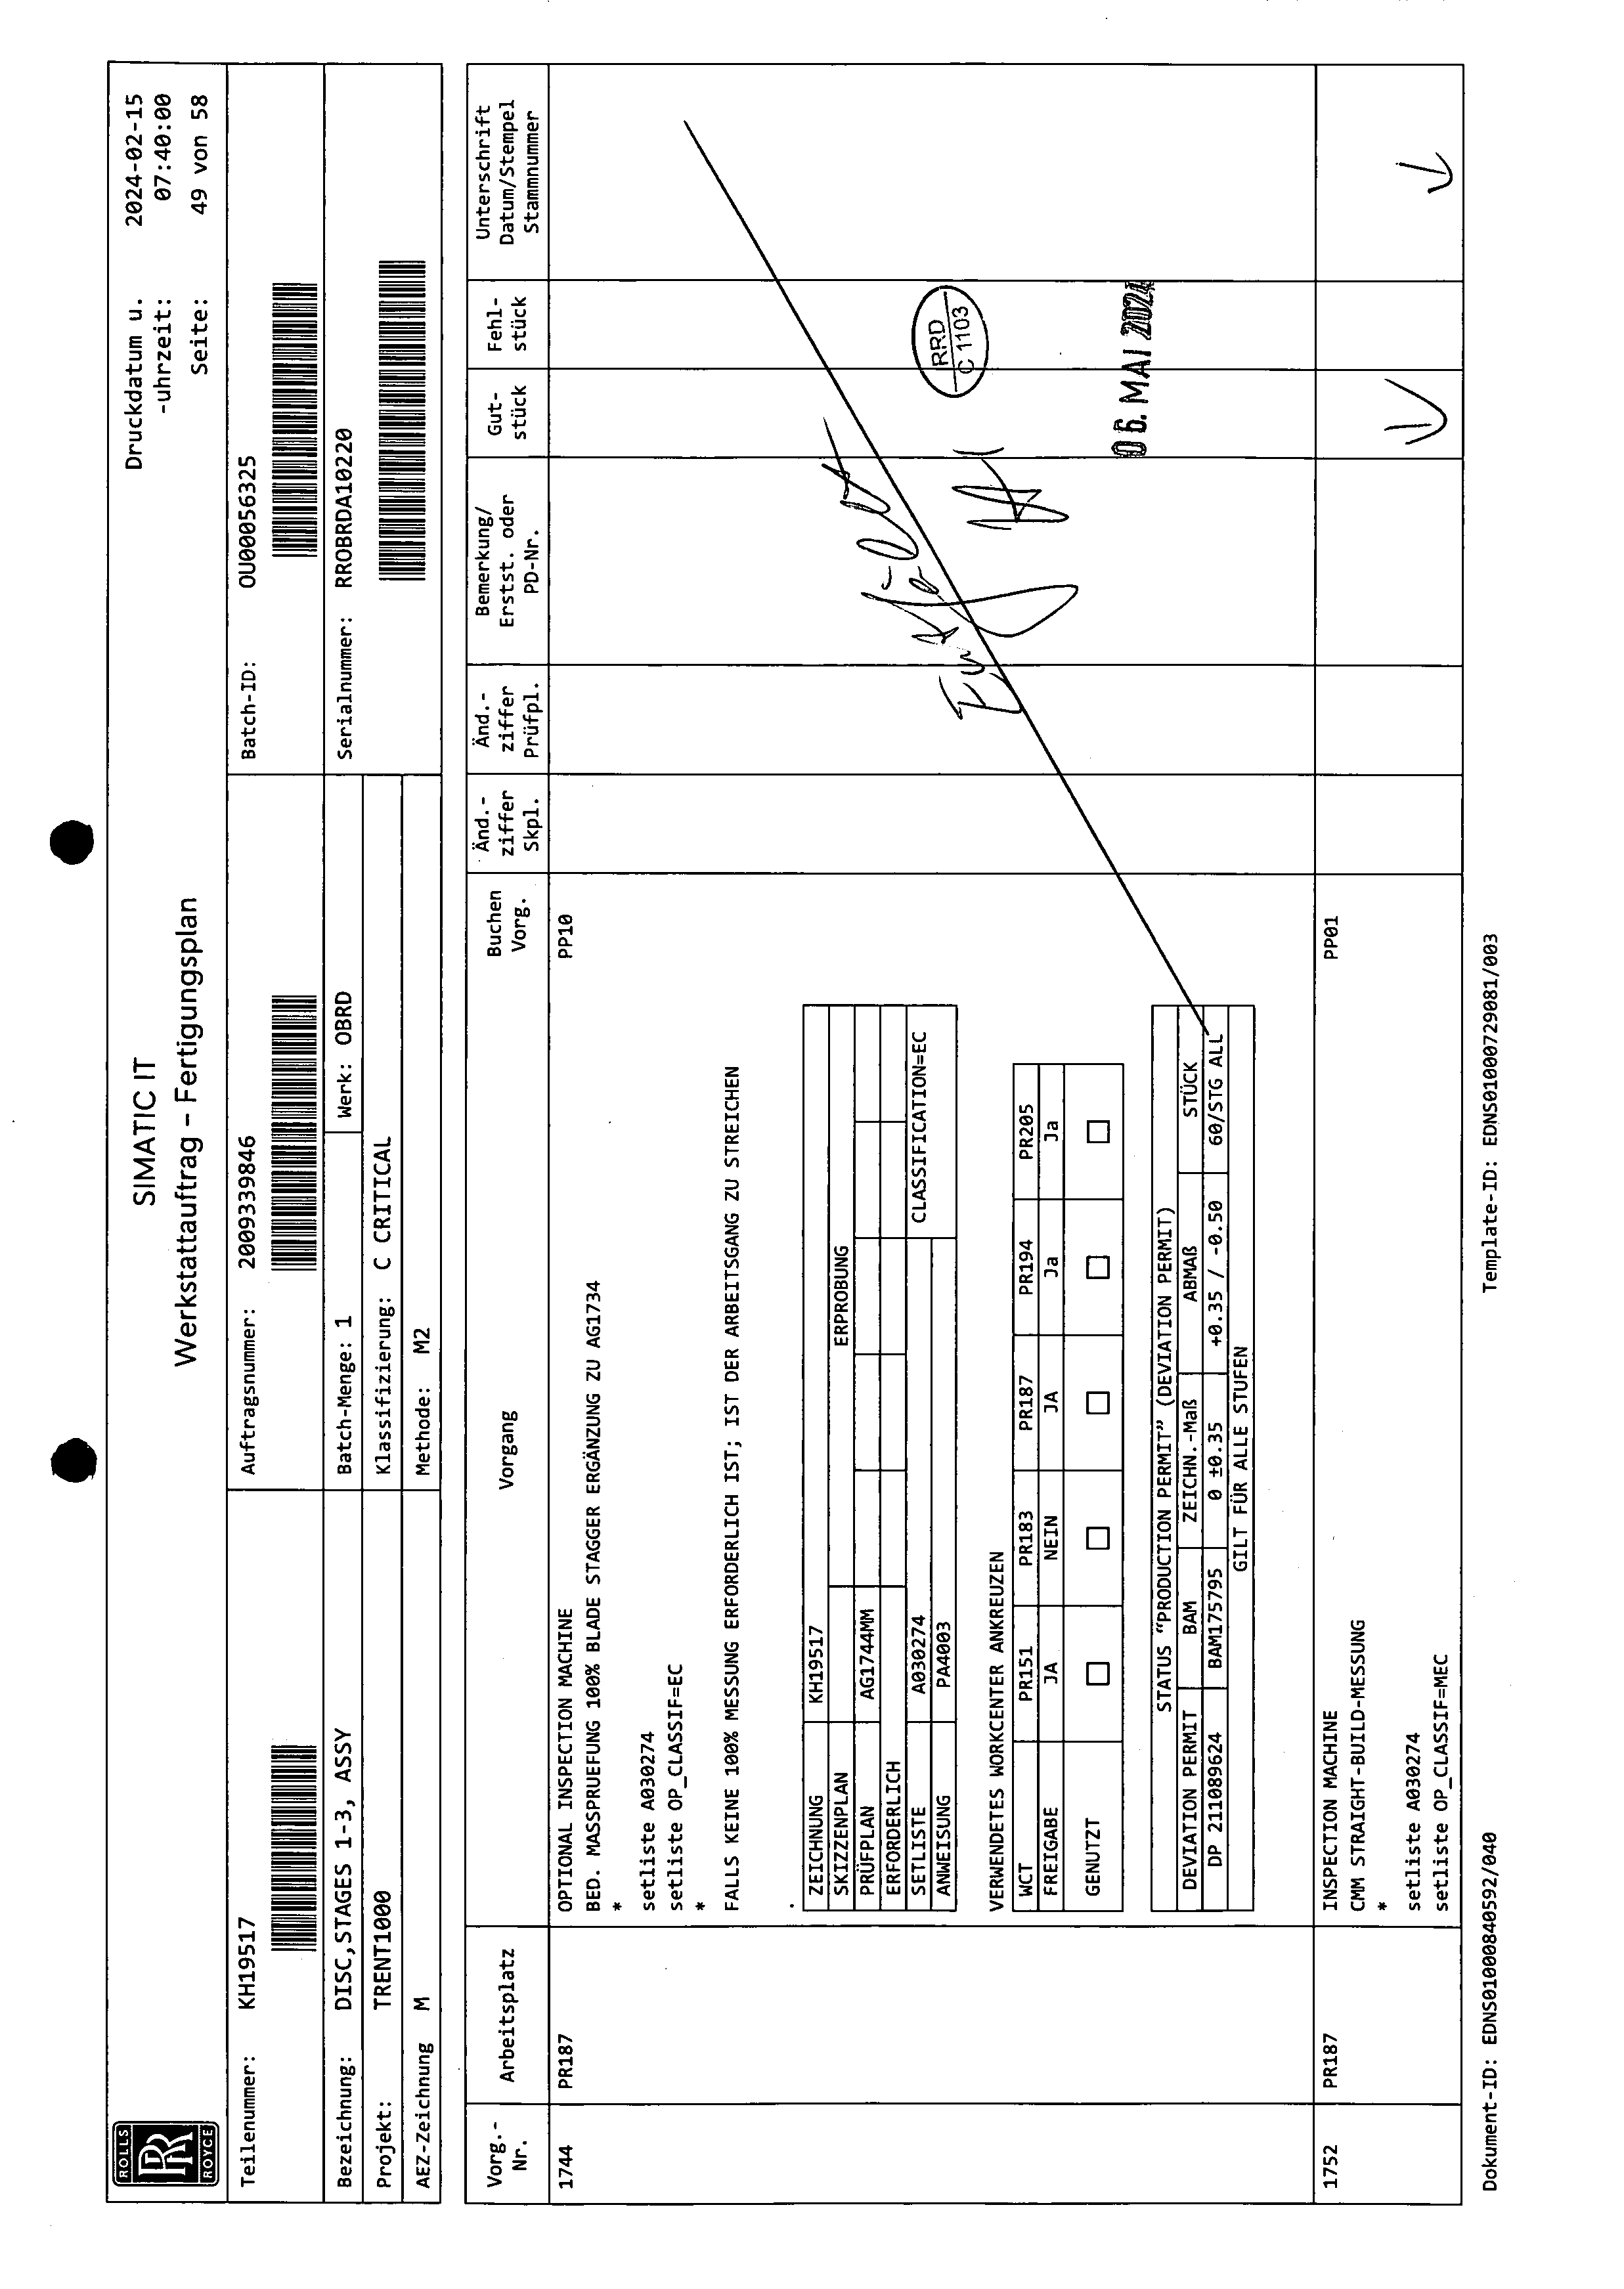 ROLLS
RR
ROYCE
SIMATIC IT
Werkstattauftrag – Fertigungsplan
Druckdatum u. 2024-02-15
-uhrzeit: 07:40:00
Seite: 49 von 58
Teilenummer: KH19517
Auftragsnummer: 2009339846
Batch-ID: OU00056325
Bezeichnung: DISC,STAGES 1-3, ASSY
Batch-Menge: 1
Werk: OBRD
Serialnummer: RROBRDA10220
Projekt: TRENT1000
Klassifizierung: C CRITICAL
AEZ-Zeichnung M
Methode: M2
Vorg.-
Nr.
Arbeitsplatz
Vorgang
Buchen
Vorg.
Änd.-
ziffer
Skpl.
Änd.-
ziffer
Prüfpl.
Bemerkung/
Erstst. oder
PD-Nr.
Gut-
stück
Fehl-
stück
Unterschrift
Datum/Stempel
Stammnummer
1744 PR187 OPTIONAL INSPECTION MACHINE PP10
BED. MASSPRUEFUNG 100% BLADE STAGGER ERGÄNZUNG ZU AG1734
*
setliste A030274
setliste OP_CLASSIF=EC
*
FALLS KEINE 100% MESSUNG ERFORDERLICH IST; IST DER ARBEITSGANG ZU STREICHEN
.
ZEICHNUNG KH19517
SKIZZENPLAN ERPROBUNG
PRÜFPLAN AG1744MM
ERFORDERLICH
SETLISTE A030274 CLASSIFICATION=EC
ANWEISUNG PA4003
RRD
C 1103
VERWENDETES WORKCENTER ANKREUZEN
WCT PR151 PR183 PR187 PR194 PR205
FREIGABE JA NEIN JA Ja Ja
GENUTZT
06. MAI 2024
STATUS “PRODUCTION PERMIT” (DEVIATION PERMIT)
DEVIATION PERMIT BAM ZEICHN.-Maß ABMAß STÜCK
DP 211089624 BAM175795 0 ±0.35 +0.35 / -0.50 60/STG ALL
GILT FÜR ALLE STUFEN
1752 PR187 INSPECTION MACHINE PP01
CMM STRAIGHT-BUILD-MESSUNG
*
setliste A030274
setliste OP_CLASSIF=MEC
Dokument-ID: EDNS01000840592/040
Template-ID: EDNS01000729081/003